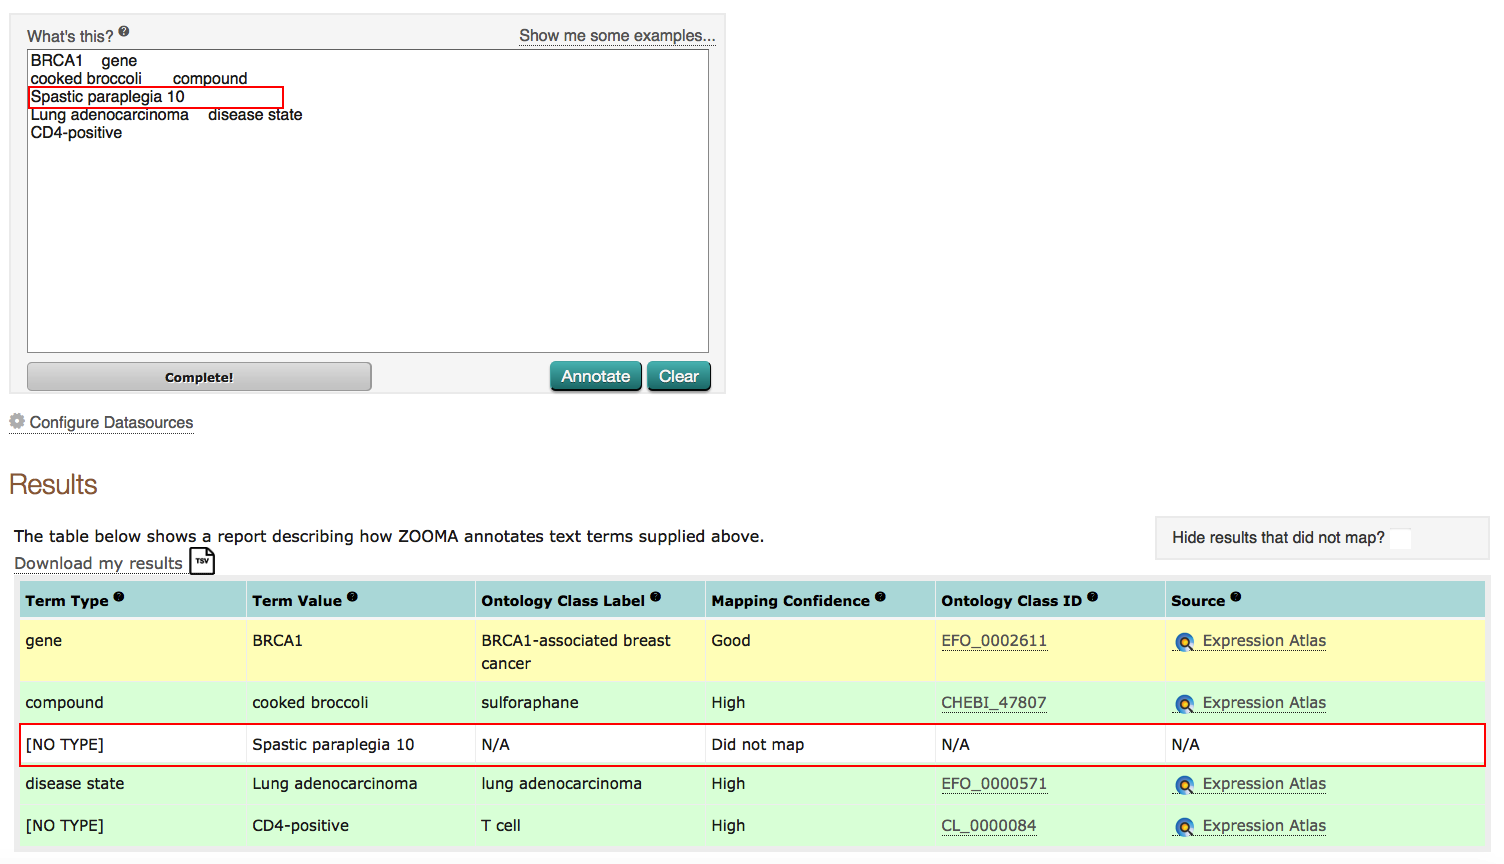 What's this? ?
Show me some examples...
BRCA1 gene
cooked broccoli compound
Spastic paraplegia 10
Lung adenocarcinoma disease state
CD4-positive
Complete!
Annotate Clear
Configure Datasources
Results
The table below shows a report describing how ZOOMA annotates text terms supplied above.
Hide results that did not map?
Download my results TSV
Term Type ? Term Value ? Ontology Class Label ? Mapping Confidence ? Ontology Class ID ? Source ?
gene BRCA1 BRCA1-associated breast cancer Good EFO_0002611 Expression Atlas
compound cooked broccoli sulforaphane High CHEBI_47807 Expression Atlas
[NO TYPE] Spastic paraplegia 10 N/A Did not map N/A N/A
disease state Lung adenocarcinoma lung adenocarcinoma High EFO_0000571 Expression Atlas
[NO TYPE] CD4-positive T cell High CL_0000084 Expression Atlas